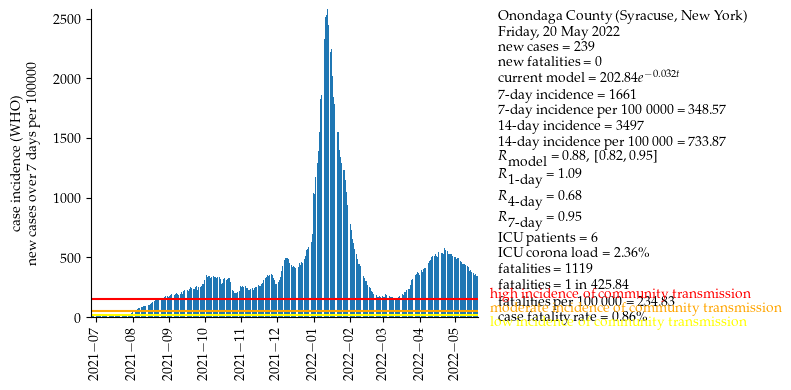 Onondaga County (Syracuse, New York)
Friday, 20 May 2022
new cases = 239
new fatalities = 0
current model = 202.84e^{-0.032t}
7-day incidence = 1661
7-day incidence per 100 0000 = 348.57
14-day incidence = 3497
14-day incidence per 100 000 = 733.87
R_model = 0.88, [0.82, 0.95]
R_1-day = 1.09
R_4-day = 0.68
R_7-day = 0.95
ICU patients = 6
ICU corona load = 2.36%
fatalities = 1119
fatalities = 1 in 425.84
high incidence of community transmission
fatalities per 100 000 = 234.83
moderate incidence of community transmission
case fatality rate = 0.86%
low incidence of community transmission
case incidence (WHO)
new cases over 7 days per 100000
2500
2000
1500
1000
500
0
2021−07
2021−08
2021−09
2021−10
2021−11
2021−12
2022−01
2022−02
2022−03
2022−04
2022−05